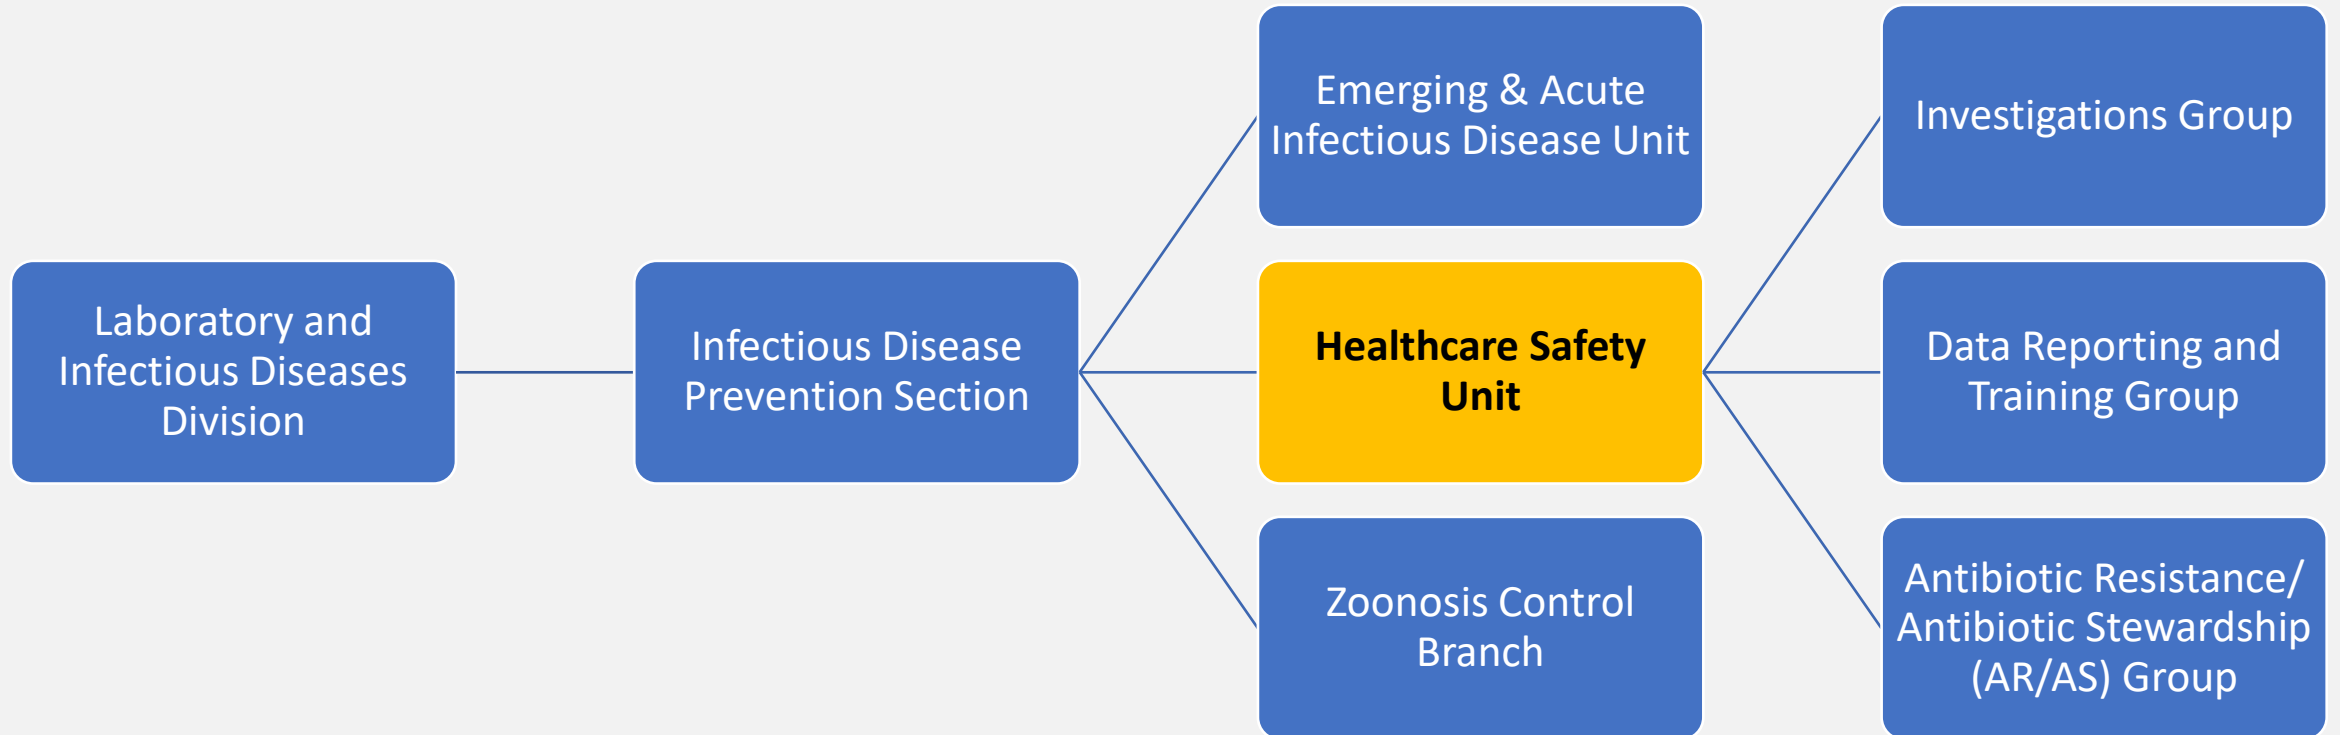 Laboratory and
Infectious Diseases
Division
Infectious Disease
Prevention Section
Emerging & Acute
Infectious Disease Unit
Healthcare Safety
Unit
Zoonosis Control
Branch
Investigations Group
Data Reporting and
Training Group
Antibiotic Resistance/
Antibiotic Stewardship
(AR/AS) Group